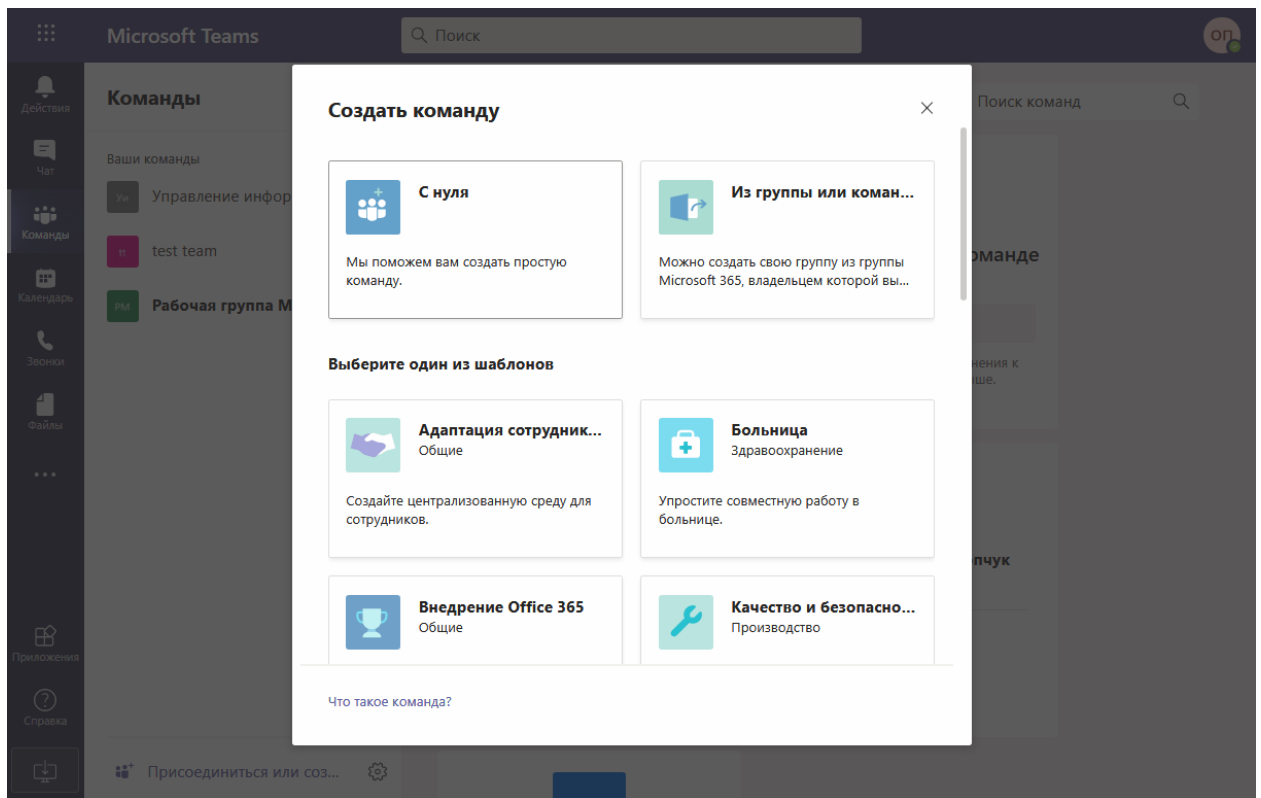 Microsoft Teams
Поиск
ОП
Действия
Чат
Команды
Календарь
Звонки
Файлы
Приложения
Справка
Команды
Ваши команды
Управление инфор
tt
test team
РМ
Рабочая группа М
Присоединиться или соз...
Поиск команд
оманде
нения к
ше.
пчук
Создать команду
С нуля
Мы поможем вам создать простую
команду.
Из группы или коман...
Можно создать свою группу из группы
Microsoft 365, владельцем которой вы...
Выберите один из шаблонов
Адаптация сотрудник...
Общие
Создайте централизованную среду для
сотрудников.
Больница
Здравоохранение
Упростите совместную работу в
больнице.
Внедрение Office 365
Общие
Качество и безопасно...
Производство
Что такое команда?